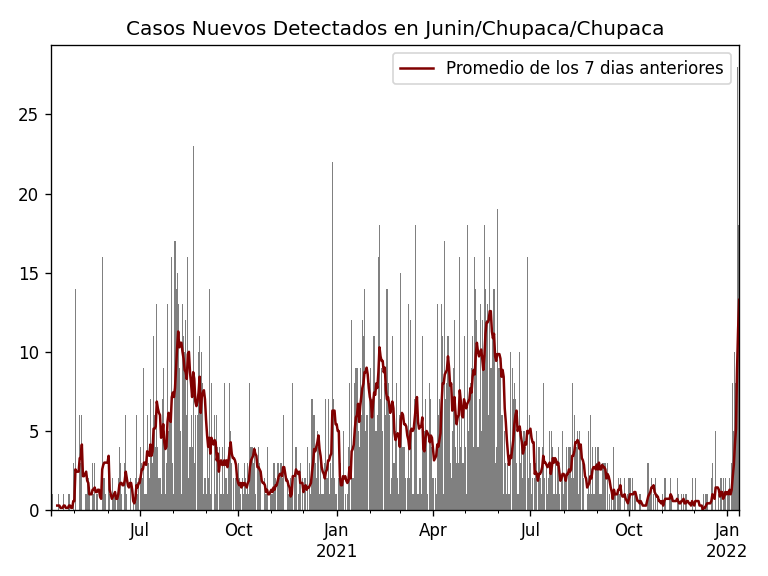 Casos Nuevos Detectados en Junin/Chupaca/Chupaca
Promedio de los 7 dias anteriores
25
20
15
10
5
0
Jul Oct Jan Apr Jul Oct Jan
2021 2022